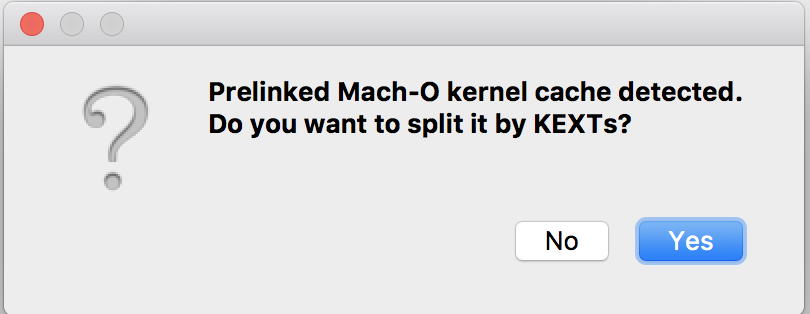 Prelinked Mach-O kernel cache detected.
Do you want to split it by KEXTs?
No
Yes